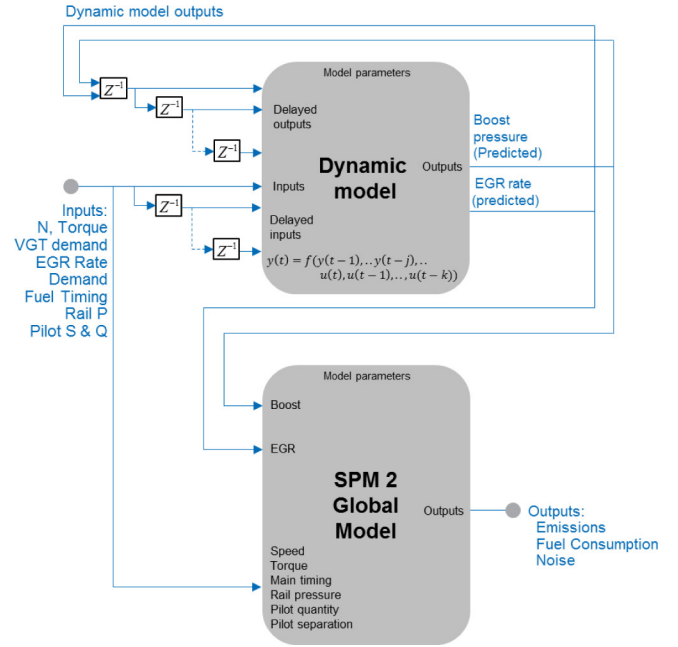 Dynamic model outputs
Model parameters
Z⁻¹
Z⁻¹
Delayed
outputs
Z⁻¹
Boost
pressure
(Predicted)
Dynamic
model
Outputs
EGR rate
(predicted)
Inputs
Inputs:
N, Torque
VGT demand
EGR Rate
Demand
Fuel Timing
Rail P
Pilot S & Q
Z⁻¹
Delayed
inputs
Z⁻¹
y(t) = f(y(t − 1), . . y(t − j), . .
u(t), u(t − 1), . . , u(t − k))
Model parameters
Boost
EGR
SPM 2
Global
Model
Outputs
Outputs:
Emissions
Fuel Consumption
Noise
Speed
Torque
Main timing
Rail pressure
Pilot quantity
Pilot separation